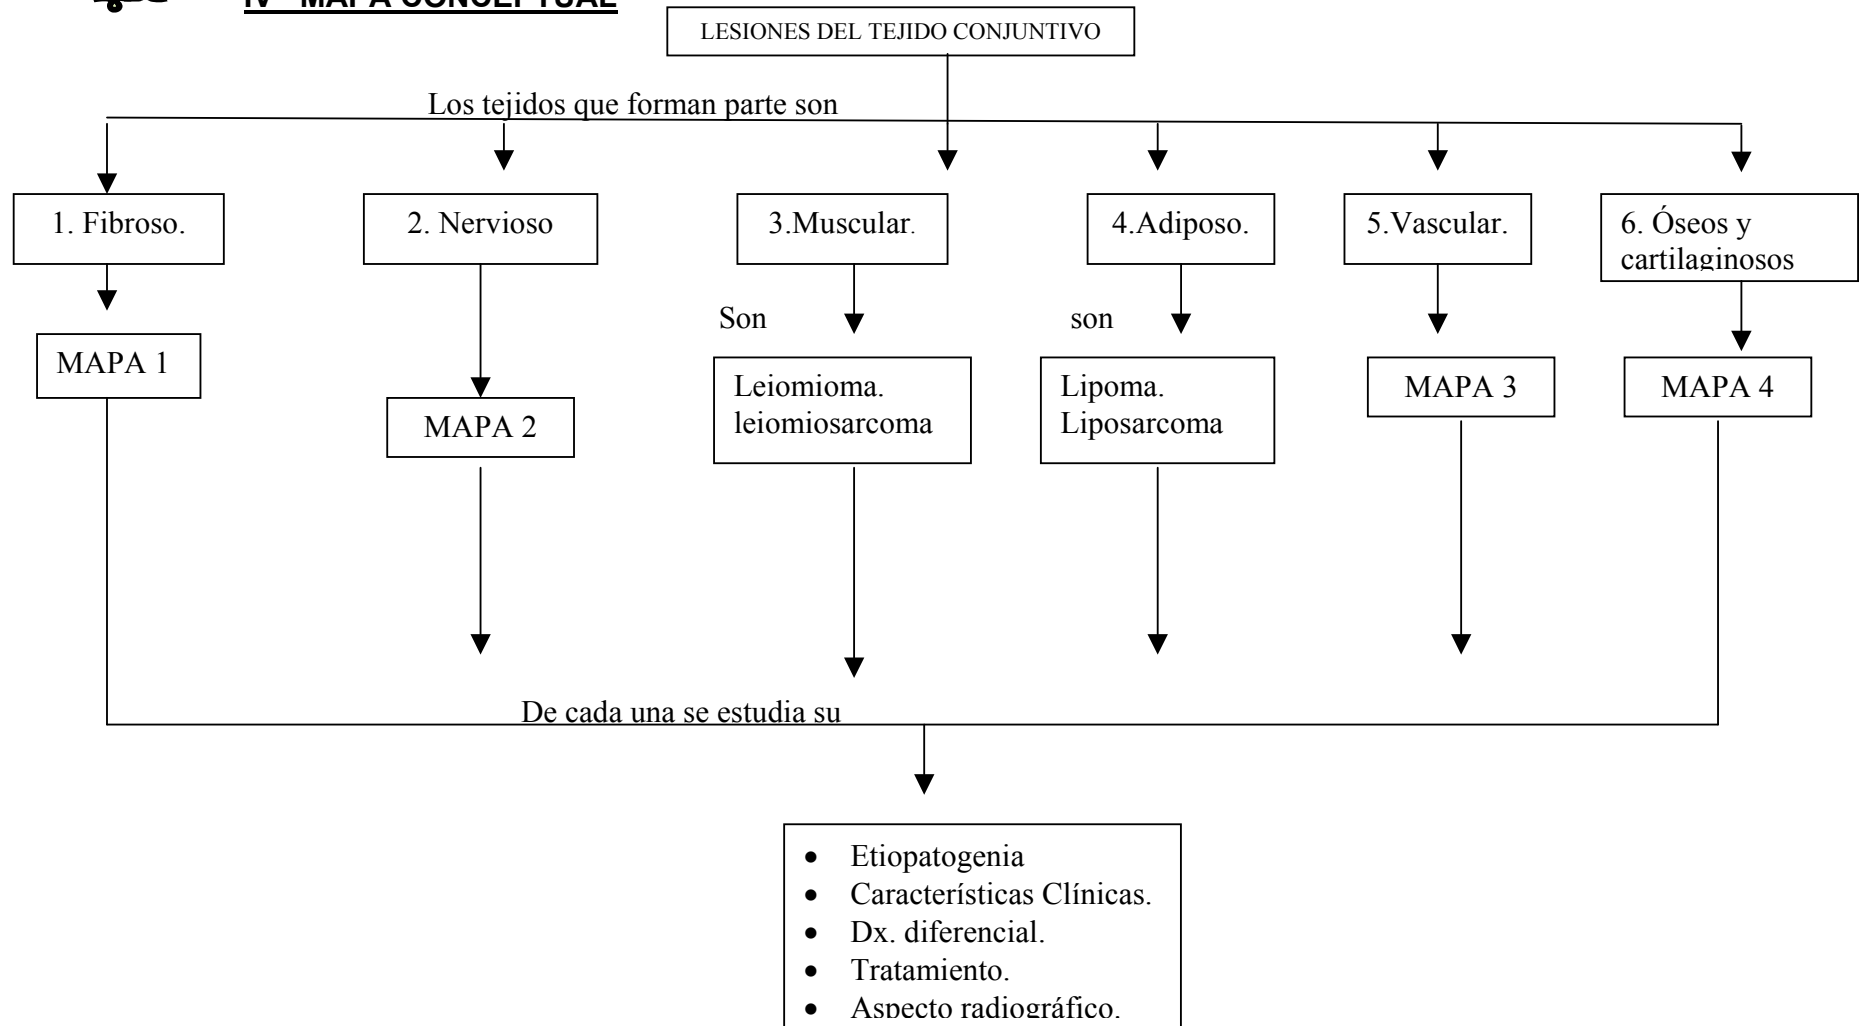 IV MAPA CONCEPTUAL
LESIONES DEL TEJIDO CONJUNTIVO
Los tejidos que forman parte son
1. Fibroso.
2. Nervioso
3.Muscular.
4.Adiposo.
5.Vascular.
6. Óseos y
cartilaginosos
Son
son
MAPA 1
MAPA 2
Leiomioma.
leiomiosarcoma
Lipoma.
Liposarcoma
MAPA 3
MAPA 4
De cada una se estudia su
• Etiopatogenia
• Característícas Clínicas.
• Dx. diferencial.
• Tratamiento.
• Aspecto radiográfico.